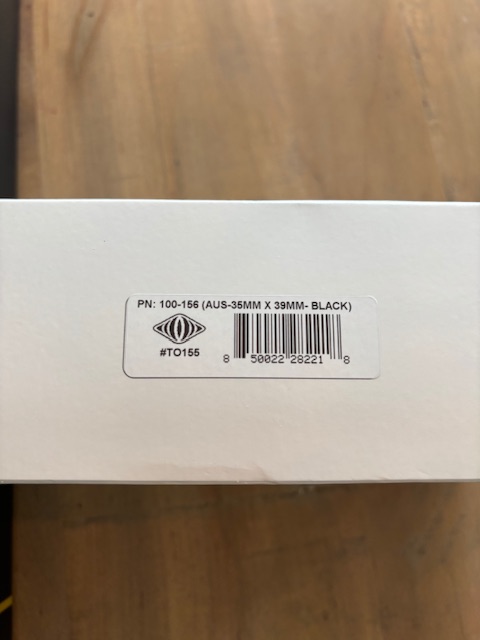 PN: 100-156 (AUS-35MM X 39MM- BLACK)
#TO155
8 50022 28221 8